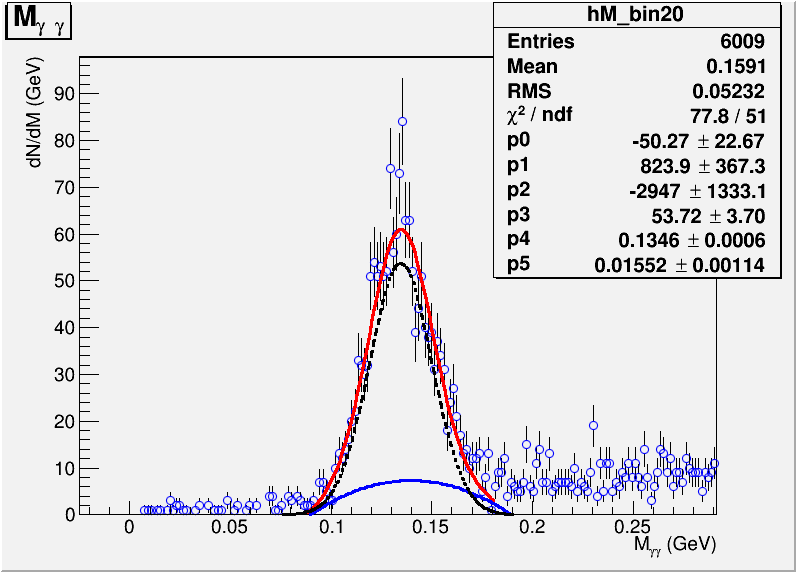 M_γγ
hM_bin20
Entries 6009
Mean 0.1591
RMS 0.05232
χ² / ndf 77.8 / 51
p0 -50.27 ± 22.67
p1 823.9 ± 367.3
p2 -2947 ± 1333.1
p3 53.72 ± 3.70
p4 0.1346 ± 0.0006
p5 0.01552 ± 0.00114
dN/dM (GeV)
90
80
70
60
50
40
30
20
10
0
0 0.05 0.1 0.15 0.2 0.25
M_γγ (GeV)